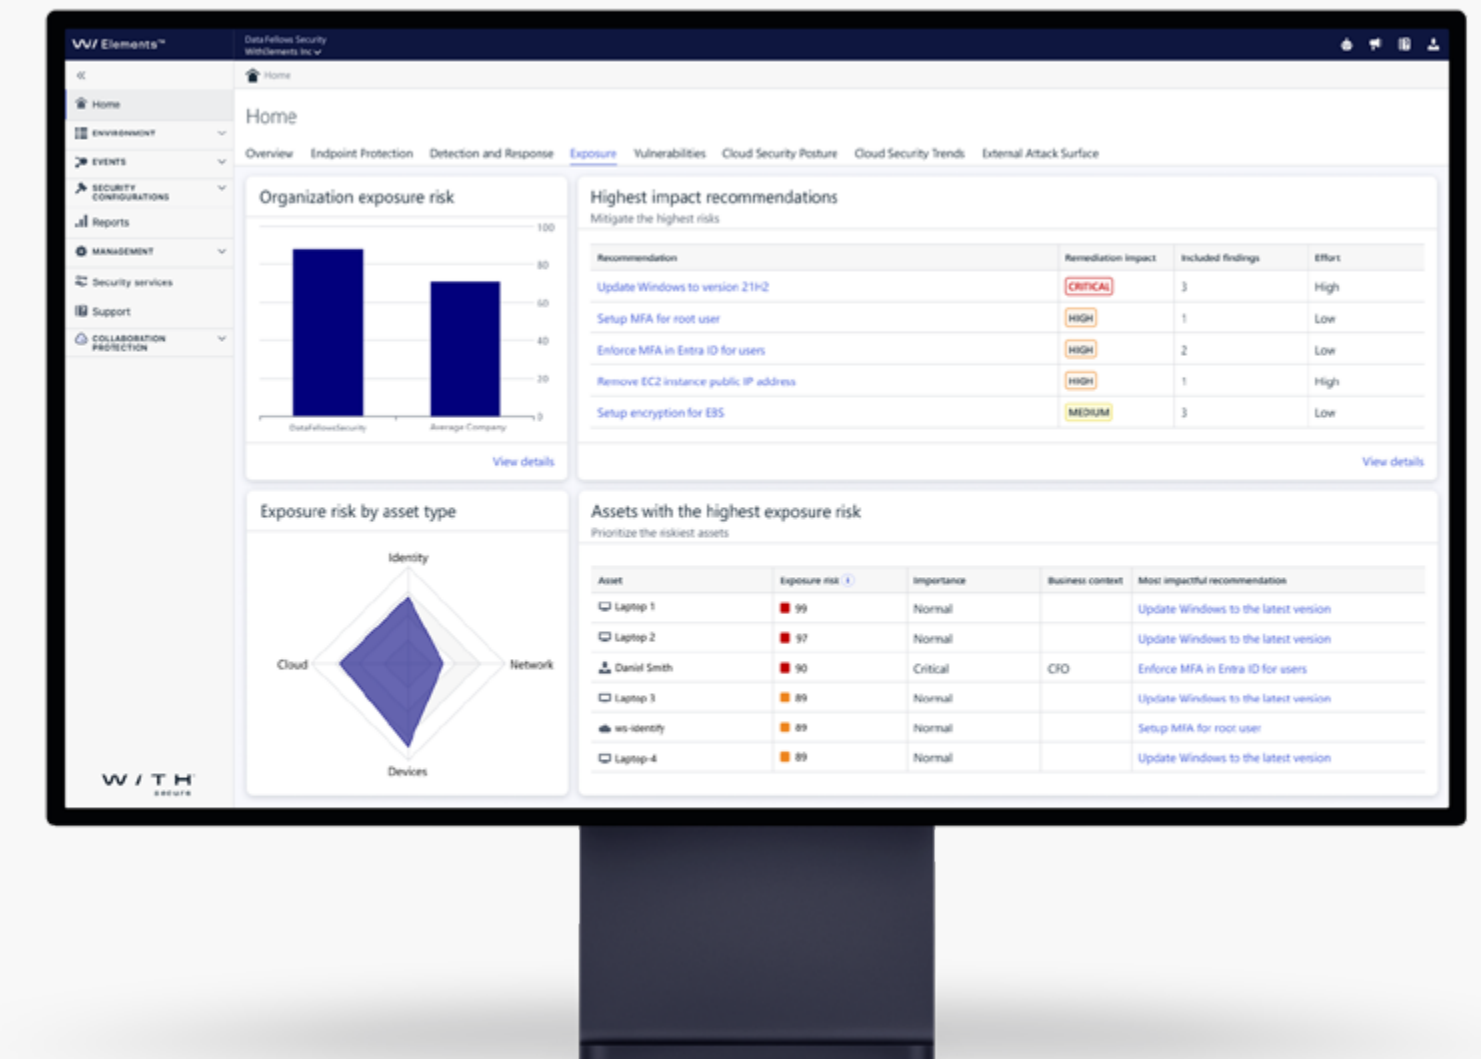 W/ Elements™
DataFellows Security
WithElements Inc
Home
Home
ENVIRONMENT
EVENTS
SECURITY
CONFIGURATIONS
Reports
MANAGEMENT
Security services
Support
COLLABORATION
PROTECTION
W / T H
secure
Home
Overview Endpoint Protection Detection and Response Exposure Vulnerabilities Cloud Security Posture Cloud Security Trends External Attack Surface
Organization exposure risk
100
80
60
40
20
0
DataFellowsSecurity Average Company
View details
Highest impact recommendations
Mitigate the highest risks
Recommendation Remediation impact Included findings Effort
Update Windows to version 21H2 CRITICAL 3 High
Setup MFA for root user HIGH 1 Low
Enforce MFA in Entra ID for users HIGH 2 Low
Remove EC2 instance public IP address HIGH 1 High
Setup encryption for EBS MEDIUM 3 Low
View details
Exposure risk by asset type
Identity
Cloud
Network
Devices
Assets with the highest exposure risk
Prioritize the riskiest assets
Asset Exposure risk i Importance Business context Most impactful recommendation
Laptop 1 99 Normal Update Windows to the latest version
Laptop 2 97 Normal Update Windows to the latest version
Daniel Smith 90 Critical CFO Enforce MFA in Entra ID for users
Laptop 3 89 Normal Update Windows to the latest version
ws-identify 89 Normal Setup MFA for root user
Laptop-4 89 Normal Update Windows to the latest version